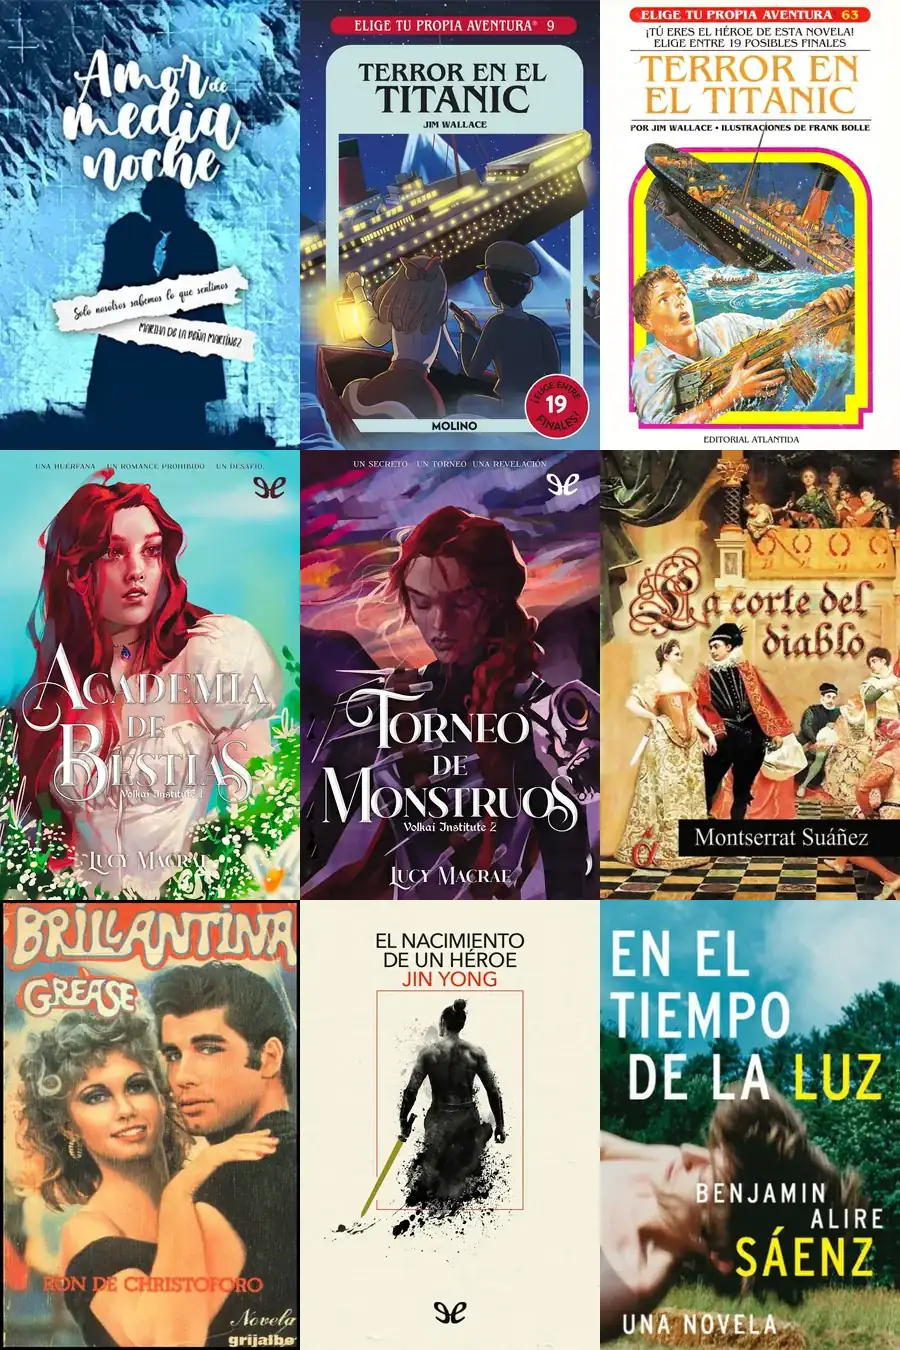 Amor de
media
noche
Solo nosotros sabemos lo que sentimos
MARTHA DE LA PEÑA MARTÍNEZ
ELIGE TU PROPIA AVENTURA® 9
TERROR EN EL
TITANIC
JIM WALLACE
¡ELIGE ENTRE
19
FINALES!
MOLINO
ELIGE TU PROPIA AVENTURA 63
¡TÚ ERES EL HÉROE DE ESTA NOVELA!
ELIGE ENTRE 19 POSIBLES FINALES
TERROR EN
EL TITANIC
POR JIM WALLACE • ILUSTRACIONES DE FRANK BOLLE
EDITORIAL ATLANTIDA
UNA HUÉRFANA UN ROMANCE PROHIBIDO UN DESAFÍO.
ACADEMIA
DE
BESTIAS
Volkai Institute 1
LUCY MACRAE
UN SECRETO UN TORNEO UNA REVELACIÓN
TORNEO
DE
MONSTRUOS
Volkai Institute 2
LUCY MACRAE
La corte del
diablo
Montserrat Suáñez
BRILLANTINA
GREASE
RON DE CHRISTOFORO
Novela
grijalbo
EL NACIMIENTO
DE UN HÉROE
JIN YONG
EN EL
TIEMPO
DE LA LUZ
BENJAMIN
ALIRE
SÁENZ
UNA NOVELA